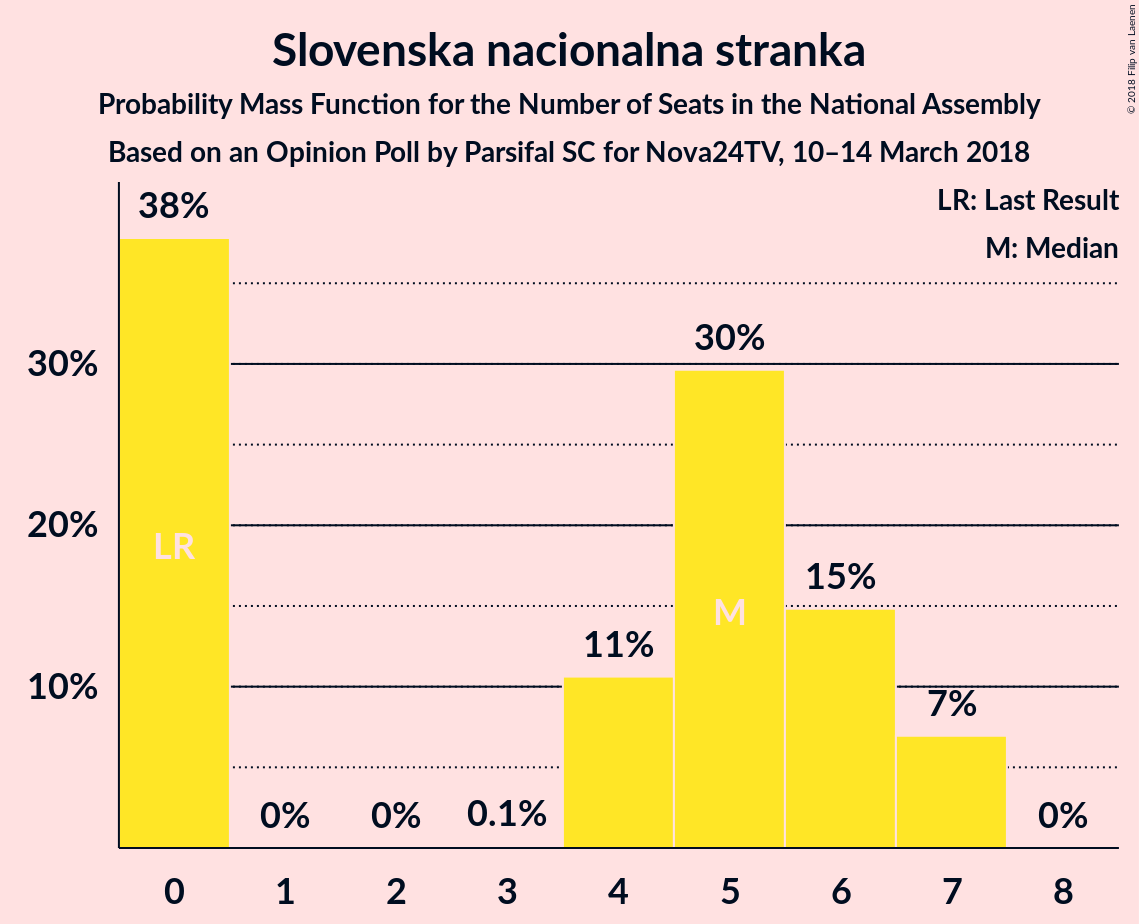 Slovenska nacionalna stranka
Probability Mass Function for the Number of Seats in the National Assembly
Based on an Opinion Poll by Parsifal SC for Nova24TV, 10–14 March 2018
© 2018 Filip van Laenen
LR: Last Result
M: Median
38%
30%
30%
20%
LR
15%
M
11%
10%
7%
0%
0%
0.1%
0%
0
1
2
3
4
5
6
7
8